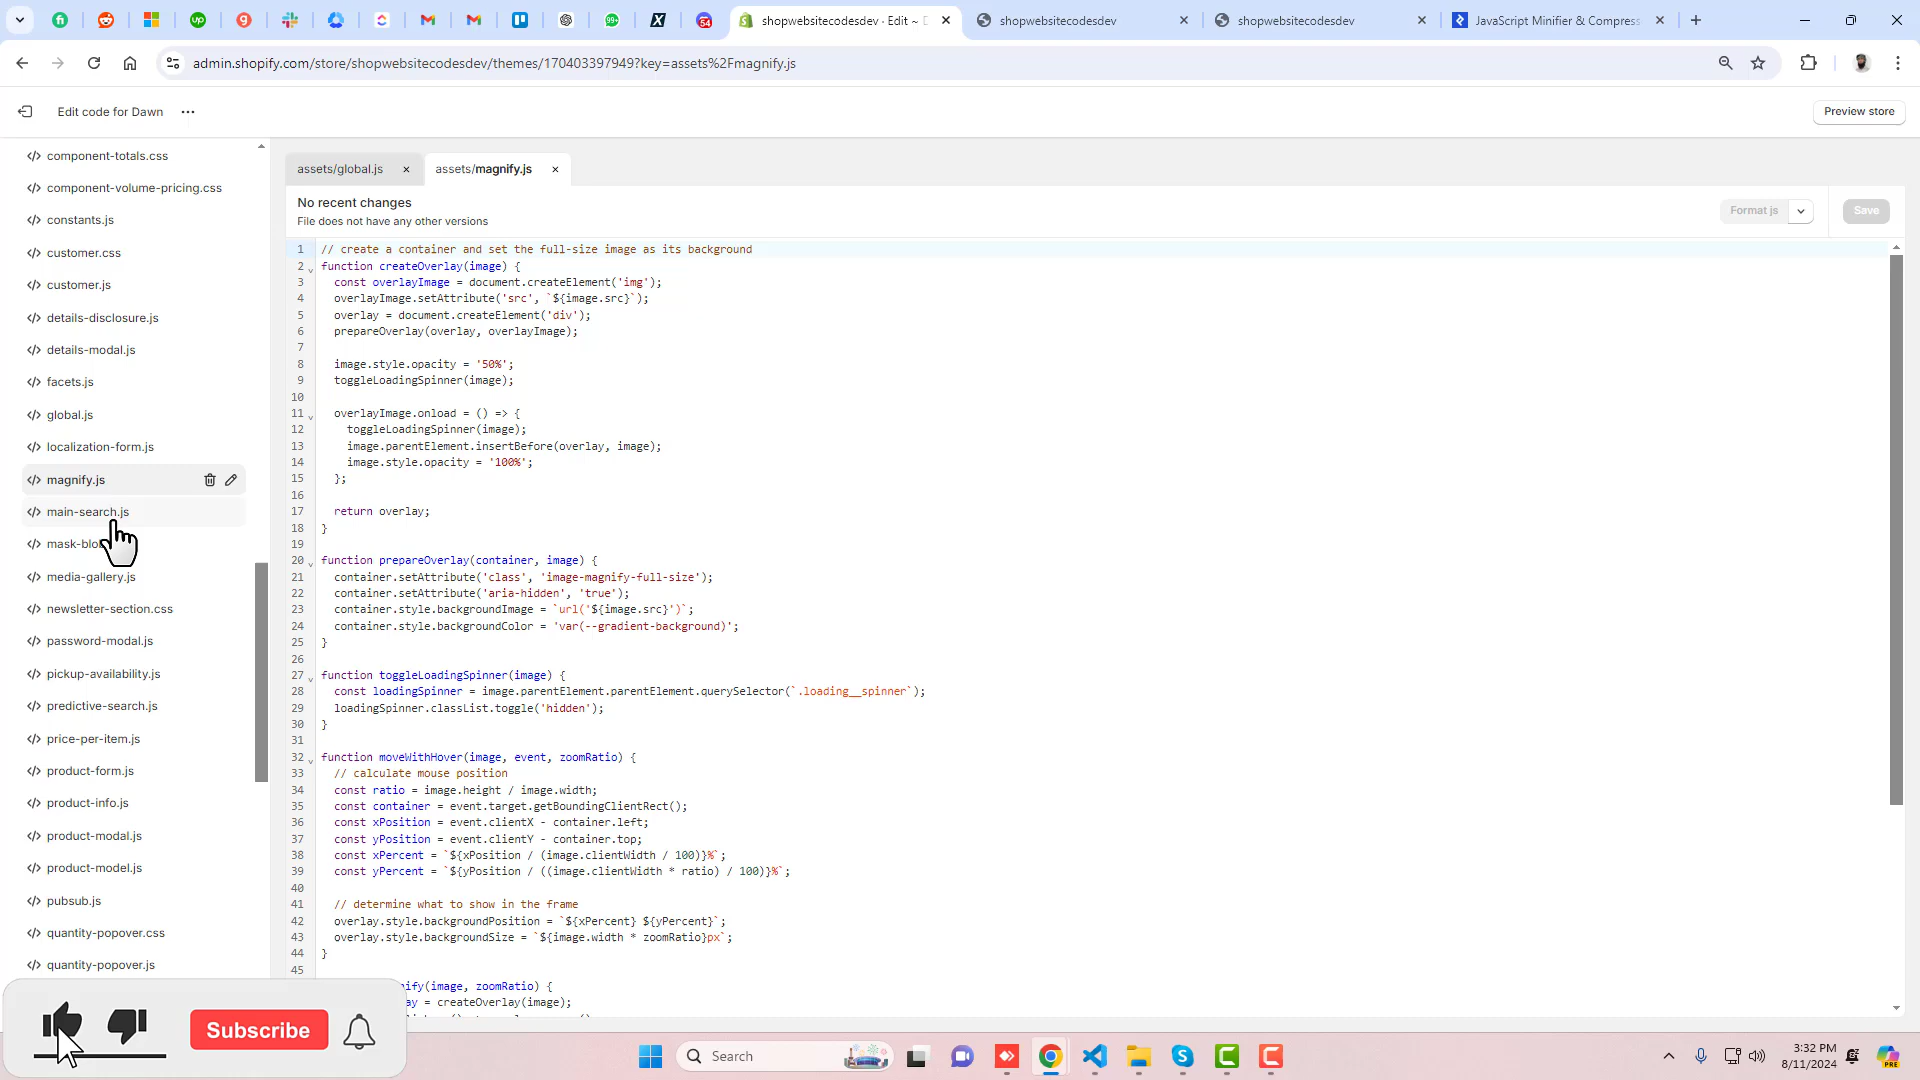 shopwebsitecodesdev · Edit ~ D
shopwebsitecodesdev
shopwebsitecodesdev
JavaScript Minifier & Compress
99+
54
admin.shopify.com/store/shopwebsitecodesdev/themes/170403397949?key=assets%2Fmagnify.js
Edit code for Dawn
Preview store
component-totals.css
component-volume-pricing.css
constants.js
customer.css
customer.js
details-disclosure.js
details-modal.js
facets.js
global.js
localization-form.js
magnify.js
main-search.js
mask-blo
media-gallery.js
newsletter-section.css
password-modal.js
pickup-availability.js
predictive-search.js
price-per-item.js
product-form.js
product-info.js
product-modal.js
product-model.js
pubsub.js
quantity-popover.css
quantity-popover.js
assets/global.js
assets/magnify.js
No recent changes
File does not have any other versions
Format js
Save
1 // create a container and set the full-size image as its background
2 function createOverlay(image) {
3 const overlayImage = document.createElement('img');
4 overlayImage.setAttribute('src', `${image.src}`);
5 overlay = document.createElement('div');
6 prepareOverlay(overlay, overlayImage);
7
8 image.style.opacity = '50%';
9 toggleLoadingSpinner(image);
10
11 overlayImage.onload = () => {
12 toggleLoadingSpinner(image);
13 image.parentElement.insertBefore(overlay, image);
14 image.style.opacity = '100%';
15 };
16
17 return overlay;
18 }
19
20 function prepareOverlay(container, image) {
21 container.setAttribute('class', 'image-magnify-full-size');
22 container.setAttribute('aria-hidden', 'true');
23 container.style.backgroundImage = `url('${image.src}')`;
24 container.style.backgroundColor = 'var(--gradient-background)';
25 }
26
27 function toggleLoadingSpinner(image) {
28 const loadingSpinner = image.parentElement.parentElement.querySelector(`.loading__spinner`);
29 loadingSpinner.classList.toggle('hidden');
30 }
31
32 function moveWithHover(image, event, zoomRatio) {
33 // calculate mouse position
34 const ratio = image.height / image.width;
35 const container = event.target.getBoundingClientRect();
36 const xPosition = event.clientX - container.left;
37 const yPosition = event.clientY - container.top;
38 const xPercent = `${xPosition / (image.clientWidth / 100)}%`;
39 const yPercent = `${yPosition / ((image.clientWidth * ratio) / 100)}%`;
40
41 // determine what to show in the frame
42 overlay.style.backgroundPosition = `${xPercent} ${yPercent}`;
43 overlay.style.backgroundSize = `${image.width * zoomRatio}px`;
44 }
45
ify(image, zoomRatio) {
ay = createOverlay(image);
Subscribe
Search
3:32 PM
8/11/2024
PRE